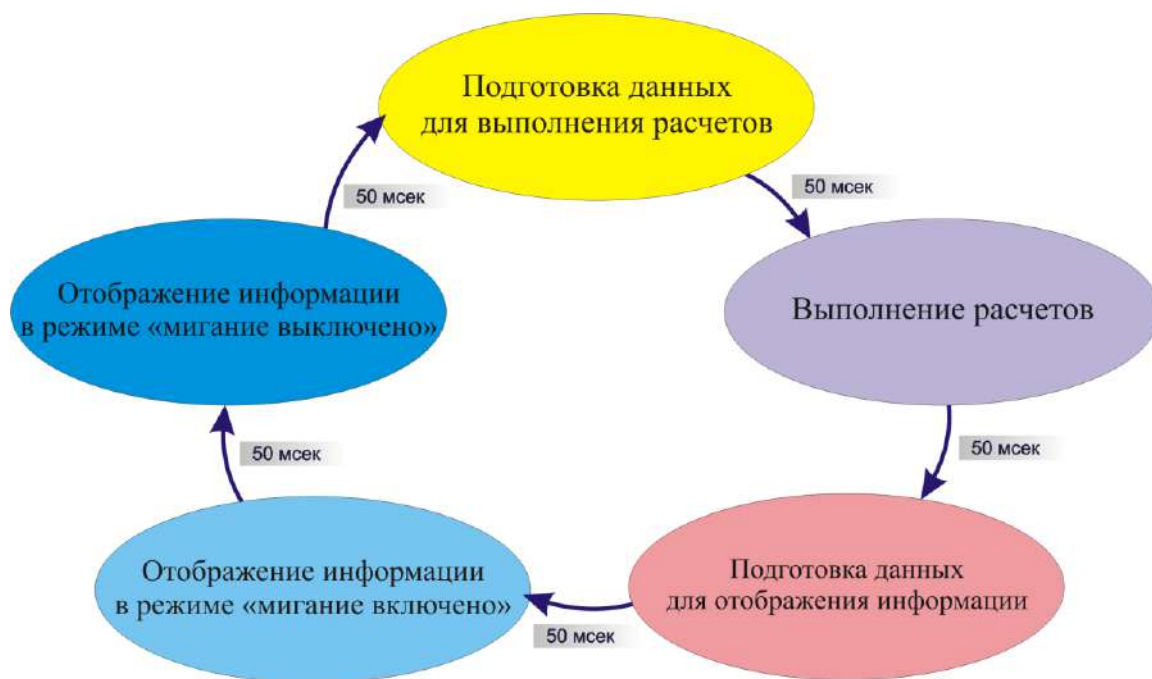 Подготовка данных
для выполнения расчетов
50 мсек
50 мсек
Отображение информации
в режиме «мигание выключено»
Выполнение расчетов
50 мсек
50 мсек
Отображение информации
в режиме «мигание включено»
Подготовка данных
для отображения информации
50 мсек